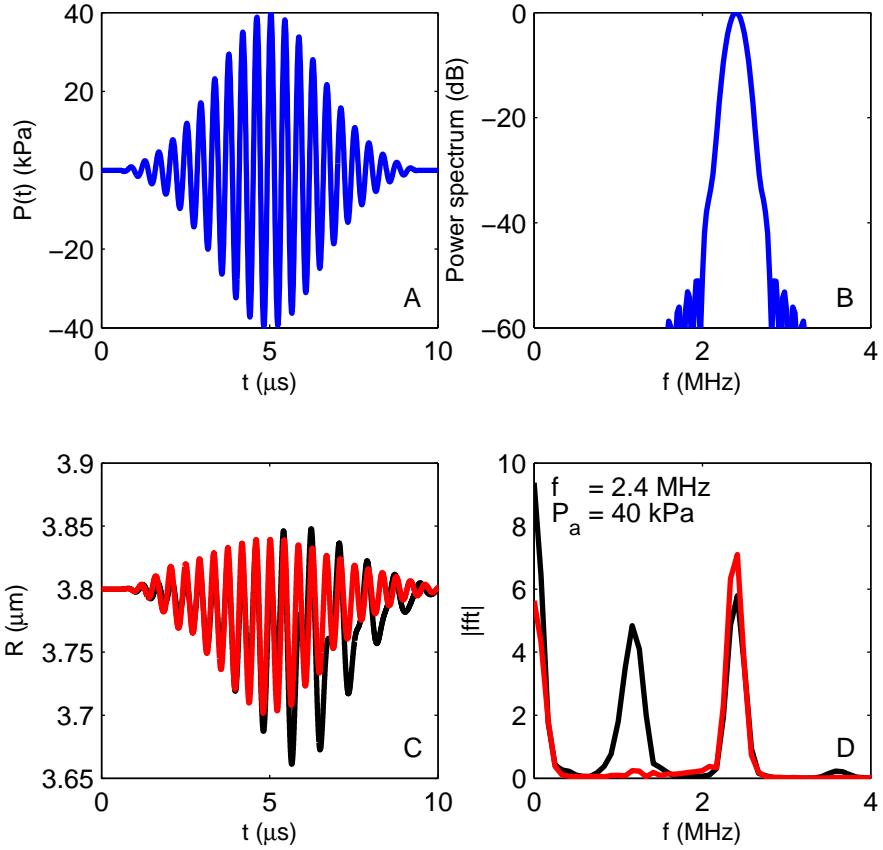 40
20
0
−20
−40
P(t) (kPa)
0
5
10
t (μs)
A
0
−20
−40
−60
Power spectrum (dB)
0
2
4
f (MHz)
B
3.9
3.85
3.8
3.75
3.7
3.65
R (μm)
0
5
10
t (μs)
C
10
8
6
4
2
0
|fft|
f = 2.4 MHz
Pa = 40 kPa
0
2
4
f (MHz)
D